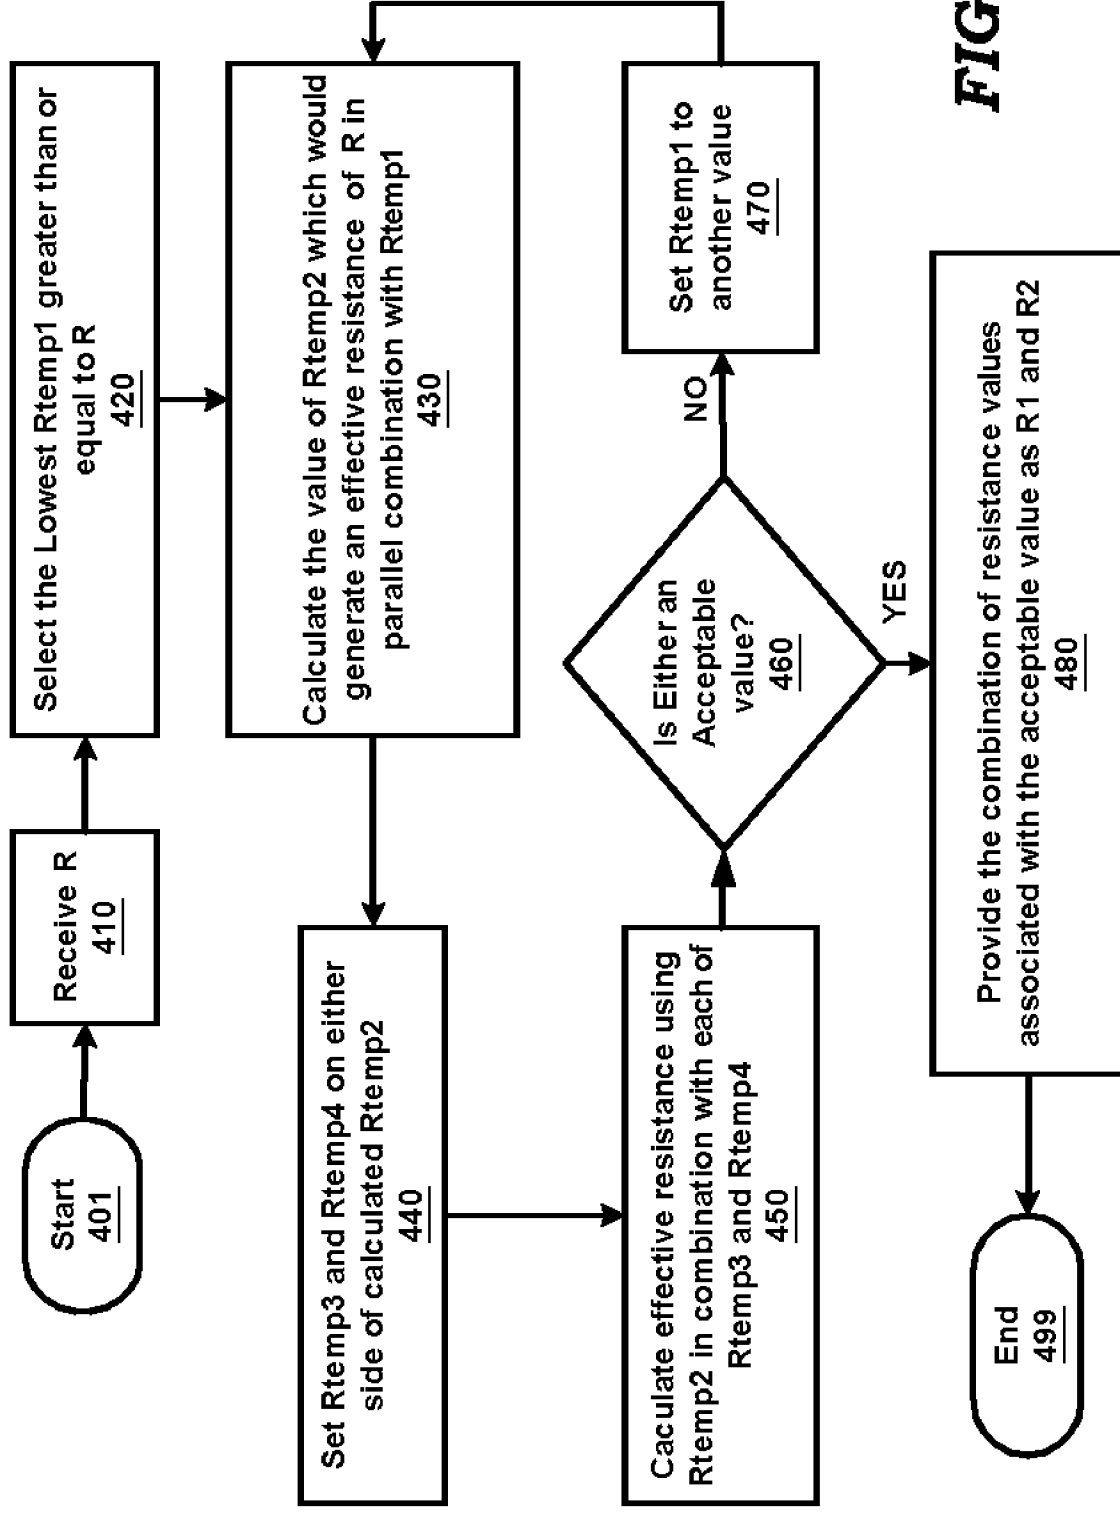 Start
401
Receive R
410
Select the Lowest Rtemp1 greater than or
equal to R
420
Calculate the value of Rtemp2 which would
generate an effective resistance of R in
parallel combination with Rtemp1
430
Set Rtemp3 and Rtemp4 on either
side of calculated Rtemp2
440
Caculate effective resistance using
Rtemp2 in combination with each of
Rtemp3 and Rtemp4
450
Is Either an
Acceptable
value?
460
NO
YES
Set Rtemp1 to
another value
470
Provide the combination of resistance values
associated with the acceptable value as R1 and R2
480
End
499
FIG